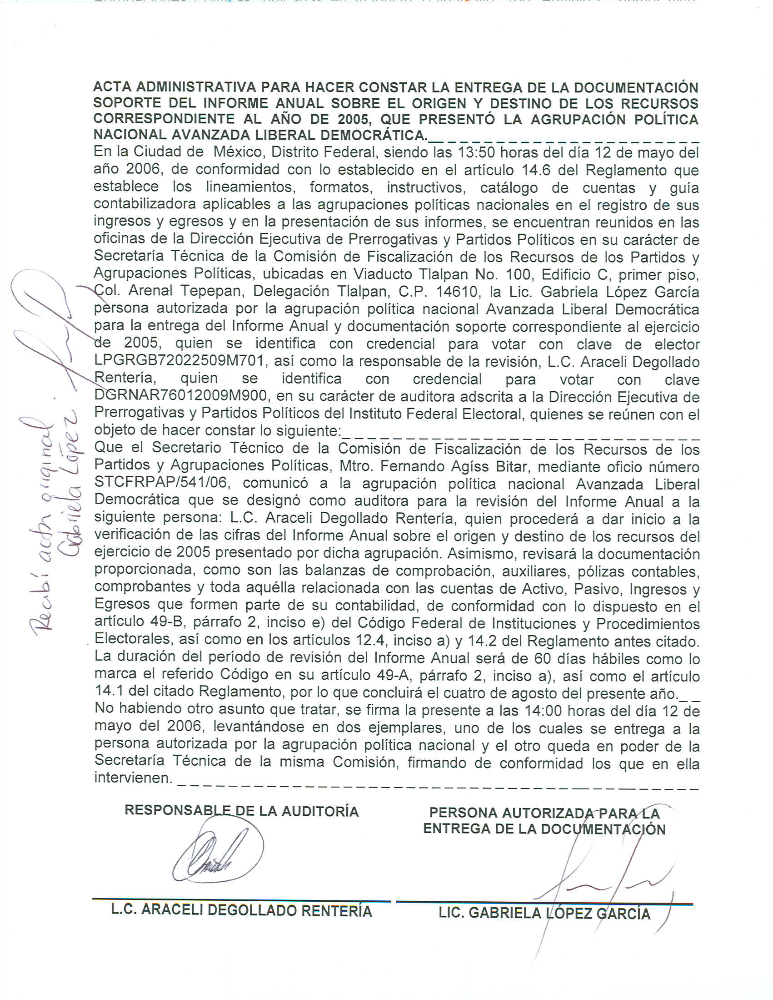 ACTA ADMINISTRATIVA PARA HACER CONSTAR LA ENTREGA DE LA DOCUMENTACIÓN
SOPORTE DEL INFORME ANUAL SOBRE EL ORIGEN Y DESTINO DE LOS RECURSOS
CORRESPONDIENTE AL AÑO DE 2005, QUE PRESENTÓ LA AGRUPACIÓN POLÍTICA
NACIONAL AVANZADA LIBERAL DEMOCRÁTICA.
En la Ciudad de México, Distrito Federal, siendo las 13:50 horas del día 12 de mayo del
año 2006, de conformidad con lo establecido en el artículo 14.6 del Reglamento que
establece los lineamientos, formatos, instructivos, catálogo de cuentas y guía
contabilizadora aplicables a las agrupaciones políticas nacionales en el registro de sus
ingresos y egresos y en la presentación de sus informes, se encuentran reunidos en las
oficinas de la Dirección Ejecutiva de Prerrogativas y Partidos Políticos en su carácter de
Secretaría Técnica de la Comisión de Fiscalización de los Recursos de los Partidos y
Agrupaciones Políticas, ubicadas en Viaducto Tlalpan No. 100, Edificio C, primer piso,
Col. Arenal Tepepan, Delegación Tlalpan, C.P. 14610, la Lic. Gabriela López García
persona autorizada por la agrupación política nacional Avanzada Liberal Democrática
para la entrega del Informe Anual y documentación soporte correspondiente al ejercicio
de 2005, quien se identifica con credencial para votar con clave de elector
LPGRGB72022509M701, así como la responsable de la revisión, L.C. Araceli Degollado
Rentería, quien se identifica con credencial para votar con clave
DGRNAR76012009M900, en su carácter de auditora adscrita a la Dirección Ejecutiva de
Prerrogativas y Partidos Políticos del Instituto Federal Electoral, quienes se reúnen con el
objeto de hacer constar lo siguiente:
Que el Secretario Técnico de la Comisión de Fiscalización de los Recursos de los
Partidos y Agrupaciones Políticas, Mtro. Fernando Agíss Bitar, mediante oficio número
STCFRPAP/541/06, comunicó a la agrupación política nacional Avanzada Liberal
Democrática que se designó como auditora para la revisión del Informe Anual a la
siguiente persona: L.C. Araceli Degollado Rentería, quien procederá a dar inicio a la
verificación de las cifras del Informe Anual sobre el origen y destino de los recursos del
ejercicio de 2005 presentado por dicha agrupación. Asimismo, revisará la documentación
proporcionada, como son las balanzas de comprobación, auxiliares, pólizas contables,
comprobantes y toda aquélla relacionada con las cuentas de Activo, Pasivo, Ingresos y
Egresos que formen parte de su contabilidad, de conformidad con lo dispuesto en el
artículo 49-B, párrafo 2, inciso e) del Código Federal de Instituciones y Procedimientos
Electorales, así como en los artículos 12.4, inciso a) y 14.2 del Reglamento antes citado.
La duración del período de revisión del Informe Anual será de 60 días hábiles como lo
marca el referido Código en su artículo 49-A, párrafo 2, inciso a), así como el artículo
14.1 del citado Reglamento, por lo que concluirá el cuatro de agosto del presente año.
No habiendo otro asunto que tratar, se firma la presente a las 14:00 horas del día 12 de
mayo del 2006, levantándose en dos ejemplares, uno de los cuales se entrega a la
persona autorizada por la agrupación política nacional y el otro queda en poder de la
Secretaría Técnica de la misma Comisión, firmando de conformidad los que en ella
intervienen.
RESPONSABLE DE LA AUDITORÍA
L.C. ARACELI DEGOLLADO RENTERÍA
PERSONA AUTORIZADA PARA LA
ENTREGA DE LA DOCUMENTACIÓN
LIC. GABRIELA LÓPEZ GARCÍA
Recibí acta original
Gabriela López